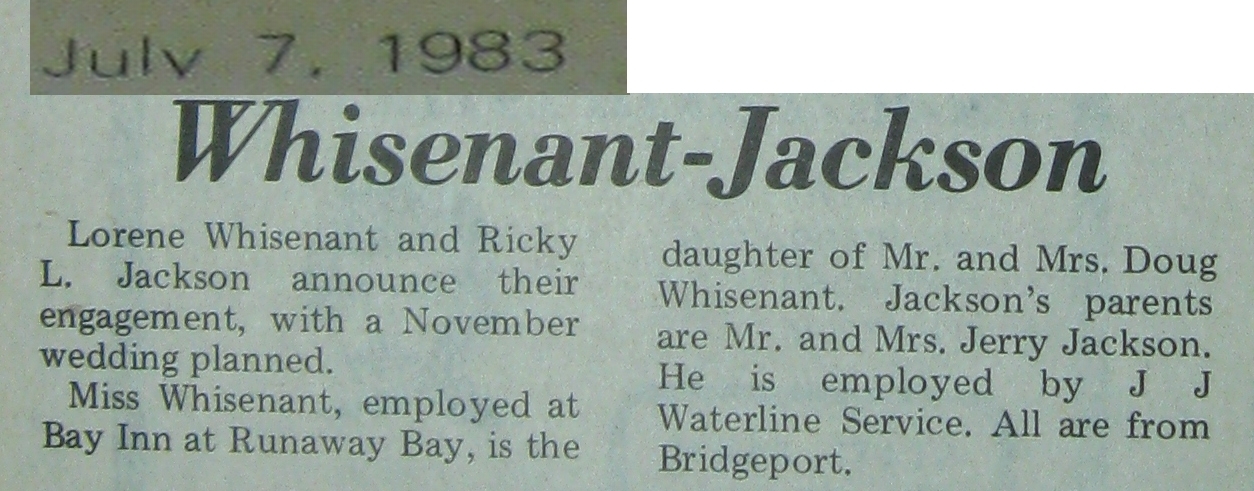 July 7, 1983
Whisenant-Jackson
Lorene Whisenant and Ricky
L. Jackson announce their
engagement, with a November
wedding planned.
Miss Whisenant, employed at
Bay Inn at Runaway Bay, is the
daughter of Mr. and Mrs. Doug
Whisenant. Jackson's parents
are Mr. and Mrs. Jerry Jackson.
He is employed by J J
Waterline Service. All are from
Bridgeport.